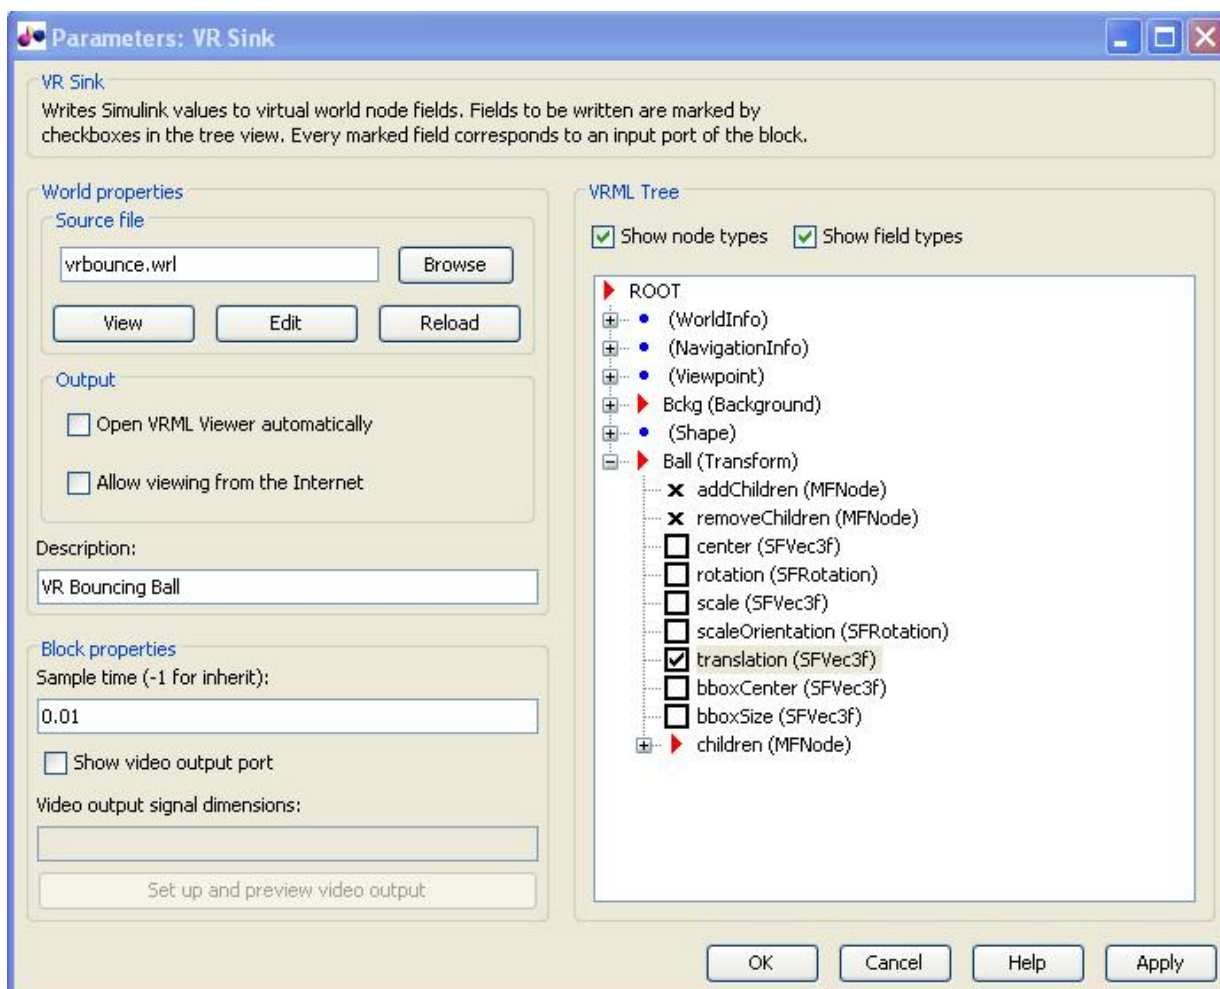 Parameters: VR Sink
VR Sink
Writes Simulink values to virtual world node fields. Fields to be written are marked by
checkboxes in the tree view. Every marked field corresponds to an input port of the block.
World properties
Source file
vrbounce.wrl
Browse
View
Edit
Reload
Output
Open VRML Viewer automatically
Allow viewing from the Internet
Description:
VR Bouncing Ball
Block properties
Sample time (-1 for inherit):
0.01
Show video output port
Video output signal dimensions:
Set up and preview video output
VRML Tree
Show node types
Show field types
ROOT
(WorldInfo)
(NavigationInfo)
(Viewpoint)
Bckg (Background)
(Shape)
Ball (Transform)
addChildren (MFNode)
removeChildren (MFNode)
center (SFVec3f)
rotation (SFRotation)
scale (SFVec3f)
scaleOrientation (SFRotation)
translation (SFVec3f)
bboxCenter (SFVec3f)
bboxSize (SFVec3f)
children (MFNode)
OK
Cancel
Help
Apply